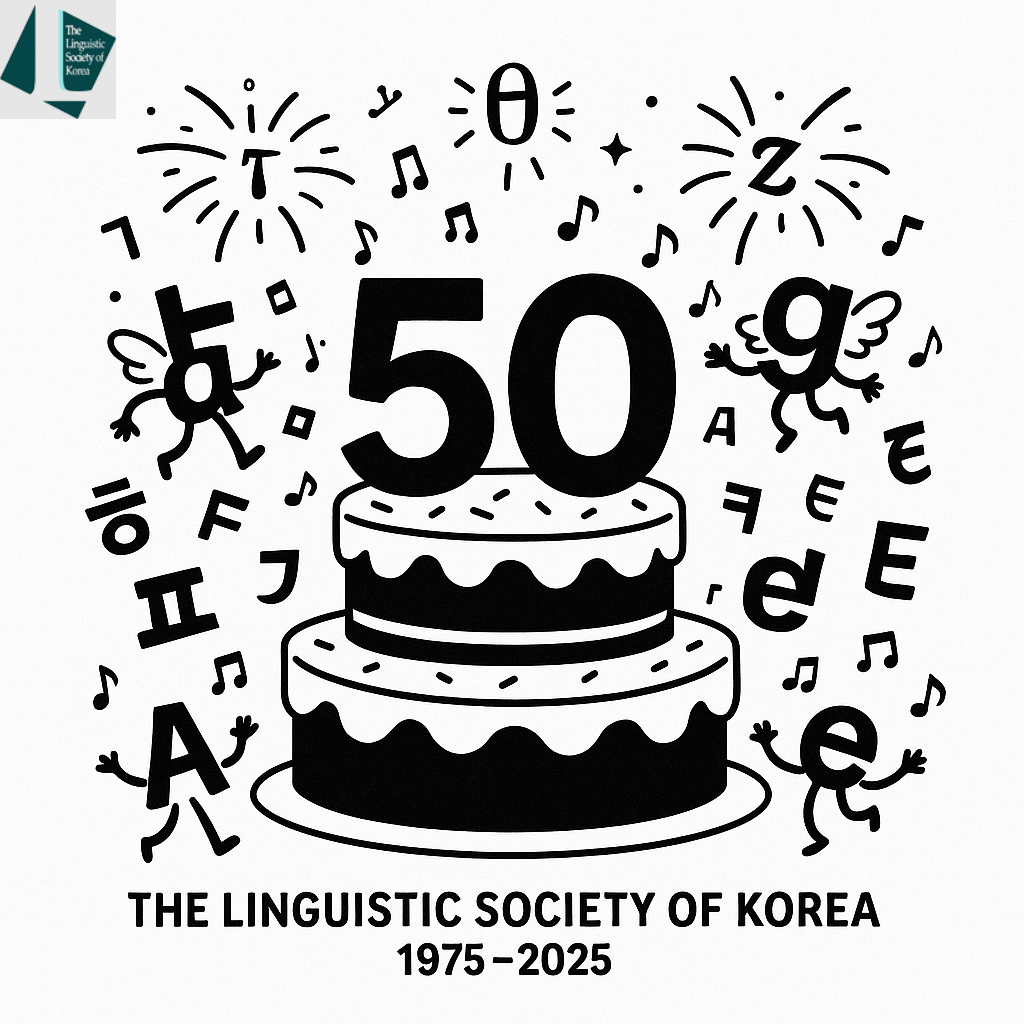 The
Linguistic
Society of
Korea
θ
z
g
50
A
ε
F
E
E
e
A
e
THE LINGUISTIC SOCIETY OF KOREA
1975–2025